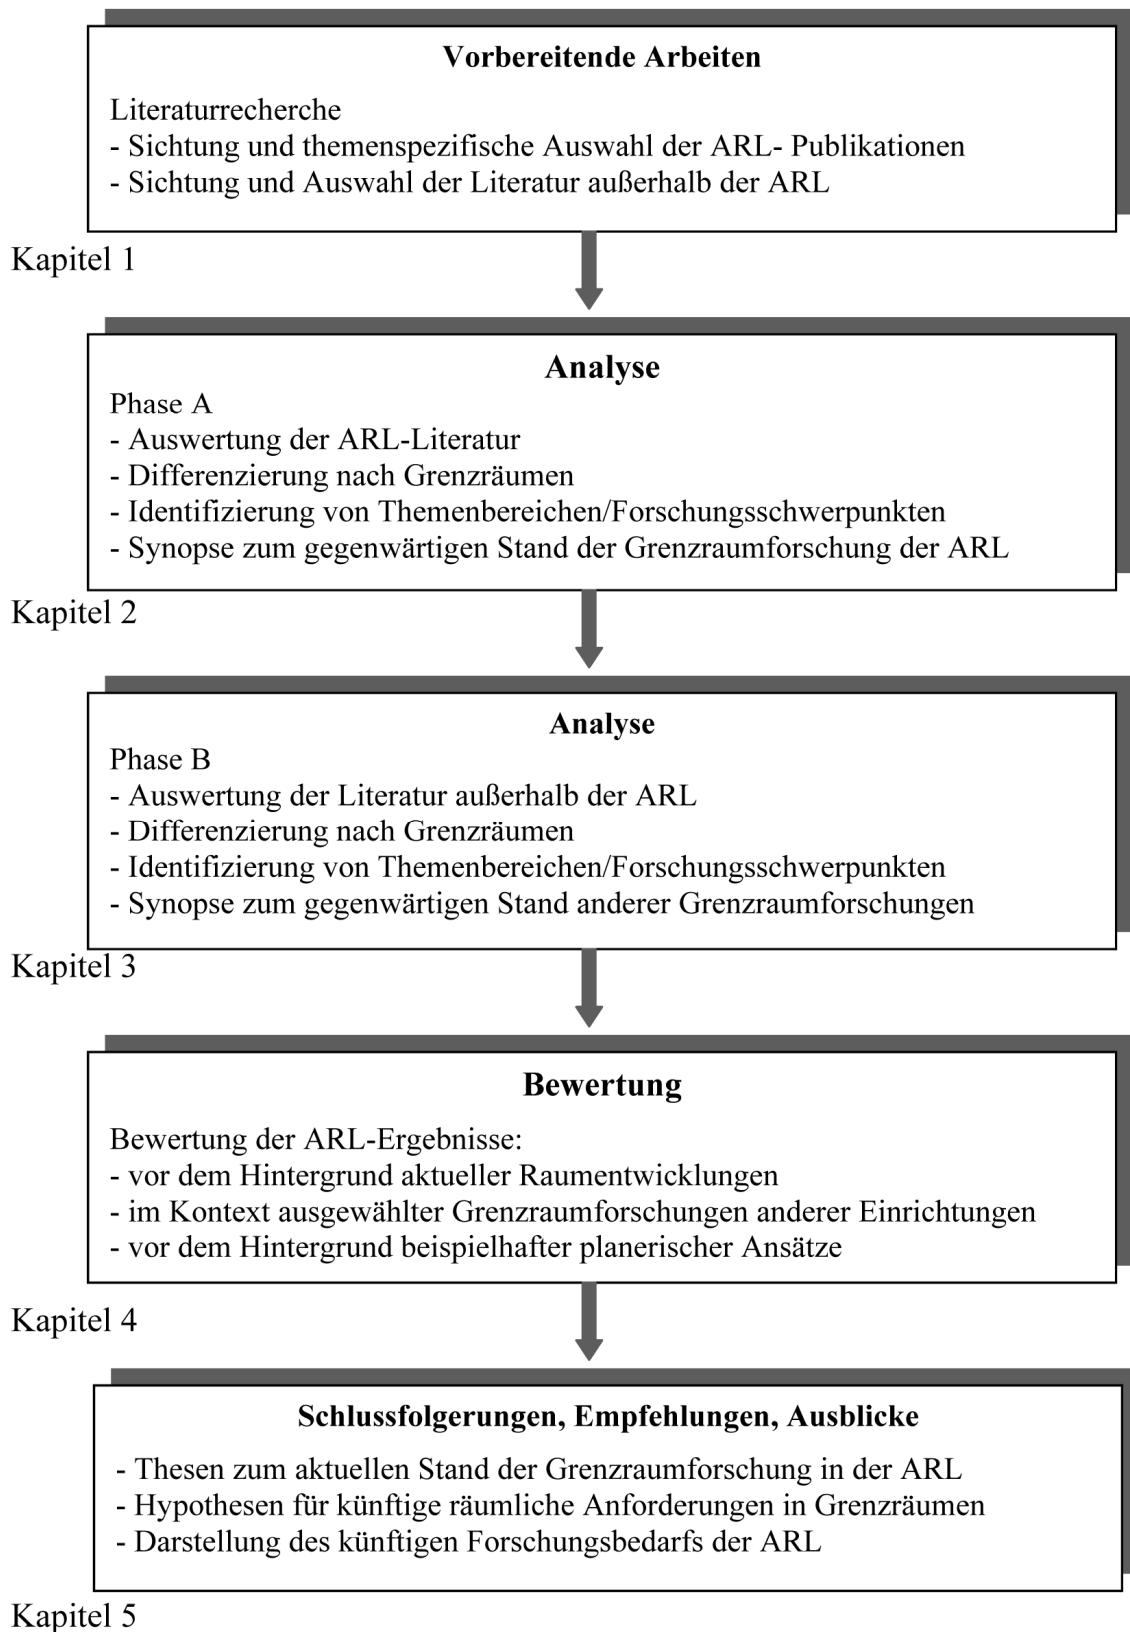 Vorbereitende Arbeiten
Literaturrecherche
- Sichtung und themenspezifische Auswahl der ARL- Publikationen
- Sichtung und Auswahl der Literatur außerhalb der ARL
Kapitel 1
Analyse
Phase A
- Auswertung der ARL-Literatur
- Differenzierung nach Grenzräumen
- Identifizierung von Themenbereichen/Forschungsschwerpunkten
- Synopse zum gegenwärtigen Stand der Grenzraumforschung der ARL
Kapitel 2
Analyse
Phase B
- Auswertung der Literatur außerhalb der ARL
- Differenzierung nach Grenzräumen
- Identifizierung von Themenbereichen/Forschungsschwerpunkten
- Synopse zum gegenwärtigen Stand anderer Grenzraumforschungen
Kapitel 3
Bewertung
Bewertung der ARL-Ergebnisse:
- vor dem Hintergrund aktueller Raumentwicklungen
- im Kontext ausgewählter Grenzraumforschungen anderer Einrichtungen
- vor dem Hintergrund beispielhafter planerischer Ansätze
Kapitel 4
Schlussfolgerungen, Empfehlungen, Ausblicke
- Thesen zum aktuellen Stand der Grenzraumforschung in der ARL
- Hypothesen für künftige räumliche Anforderungen in Grenzräumen
- Darstellung des künftigen Forschungsbedarfs der ARL
Kapitel 5